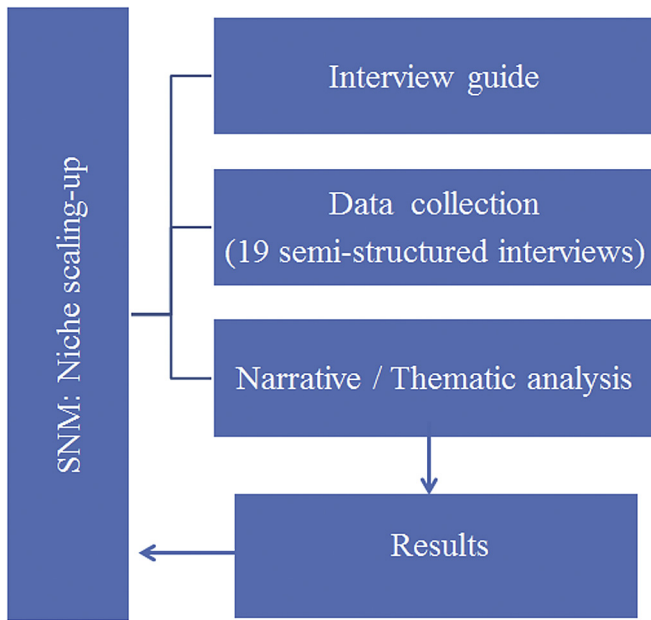 SNM: Niche scaling-up
Interview guide
Data collection
(19 semi-structured interviews)
Narrative / Thematic analysis
Results